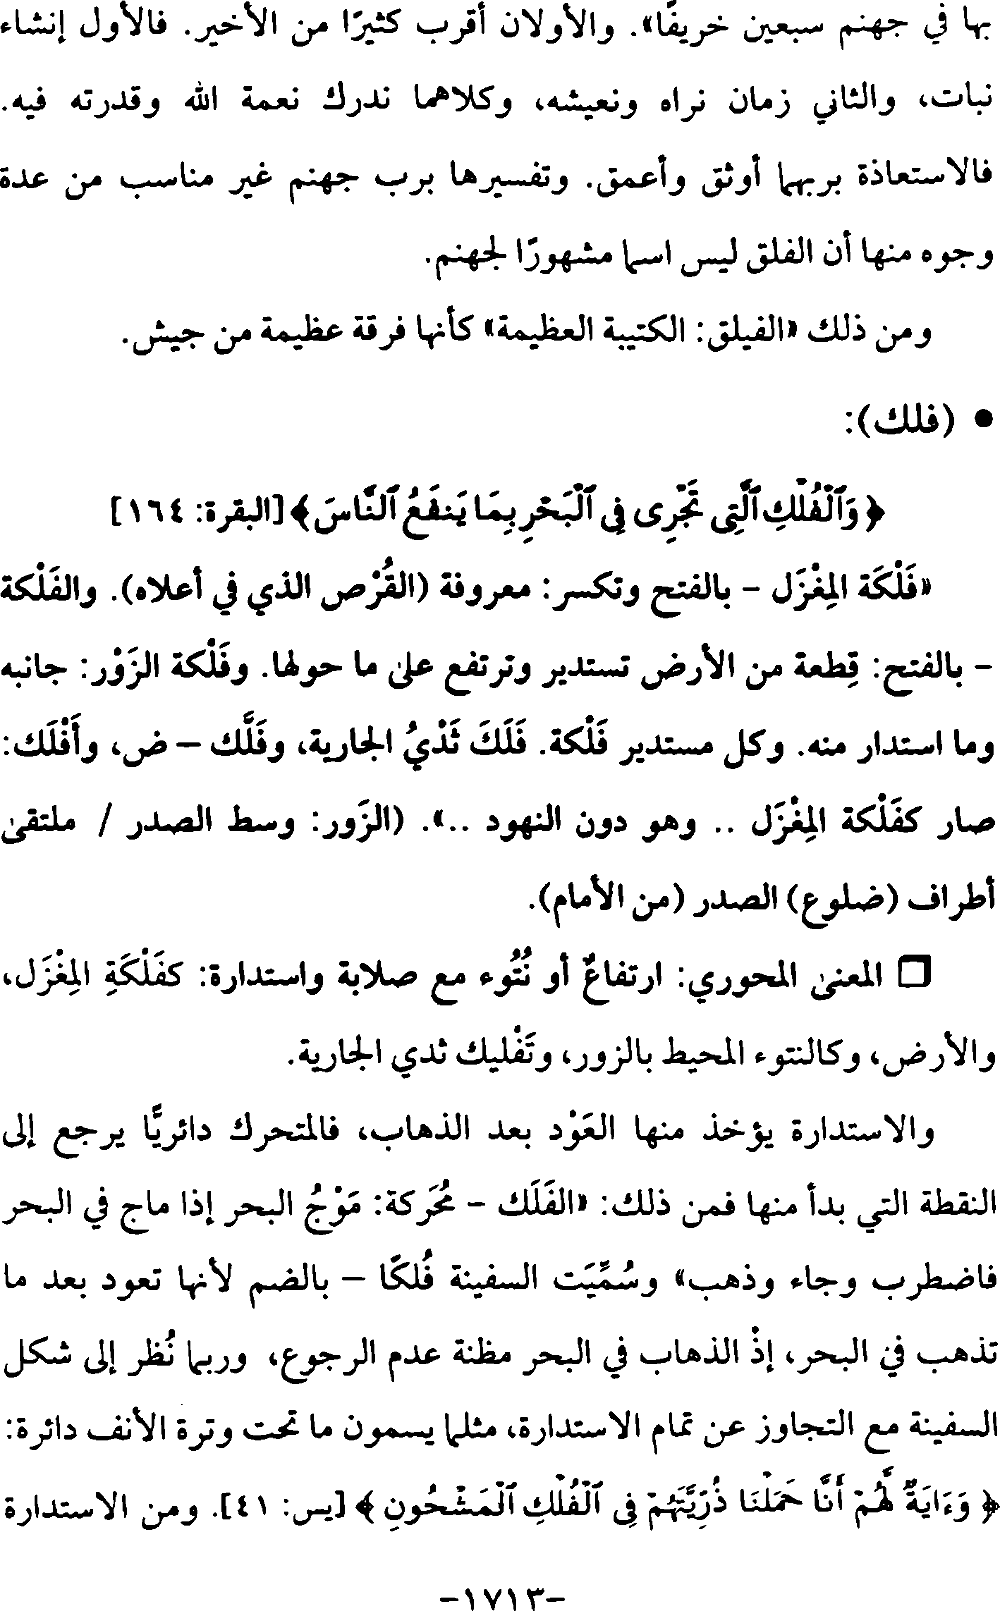 بها في جهنم سبعين خريفًا». والأولان أقرب كثيرًا من الأخير. فالأول إنشاء
نبات، والثاني زمان نراه ونعيشه، وكلاهما ندرك نعمة الله وقدرته فيه.
فالاستعاذة بربهما أوثق وأعمق. وتفسيرها برب جهنم غير مناسب من عدة
وجوه منها أن الفلق ليس اسما مشهورًا لجهنم.
ومن ذلك «الفيلق: الكتيبة العظيمة» كأنها فرقة عظيمة من جيش.
• (فلك):
﴿ وَٱلْفُلْكِ ٱلَّتِى تَجْرِى فِى ٱلْبَحْرِ بِمَا يَنفَعُ ٱلنَّاسَ ﴾ [البقرة: ١٦٤]
«فَلْكَة المِغْزَل - بالفتح وتكسر: معروفة (القُرْص الذي في أعلاه). والفَلْكة
- بالفتح: قِطعة من الأرض تستدير وترتفع على ما حولها. وفَلْكة الزَوْر: جانبه
وما استدار منه. وكل مستدير فَلْكة. فَلَكَ ثَدْيُ الجارية، وفَلَّك – ض، وأَفْلَك:
صار كفَلْكة المِغْزَل .. وهو دون النهود ..». (الزَور: وسط الصدر / ملتقى
أطراف (ضلوع) الصدر (من الأمام).
□ المعنى المحوري: ارتفاعٌ أو نُتُوء مع صلابة واستدارة: كفَلْكَةِ المِغْزَل،
والأرض، وكالنتوء المحيط بالزور، وتَفْليك ثدي الجارية.
والاستدارة يؤخذ منها العَوْد بعد الذهاب، فالمتحرك دائريًّا يرجع إلى
النقطة التي بدأ منها فمن ذلك: «الفَلَك - مُحَركة: مَوْجُ البحر إذا ماج في البحر
فاضطرب وجاء وذهب» وسُمِّيَت السفينة فُلكًا – بالضم لأنها تعود بعد ما
تذهب في البحر، إذْ الذهاب في البحر مظنة عدم الرجوع، وربما نُظر إلى شكل
السفينة مع التجاوز عن تمام الاستدارة، مثلما يسمون ما تحت وترة الأنف دائرة:
﴿ وَءَايَةٌ لَّهُمْ أَنَّا حَمَلْنَا ذُرِّيَّتَهُمْ فِى ٱلْفُلْكِ ٱلْمَشْحُونِ ﴾ [يس: ٤١]. ومن الاستدارة
-١٧١٣-